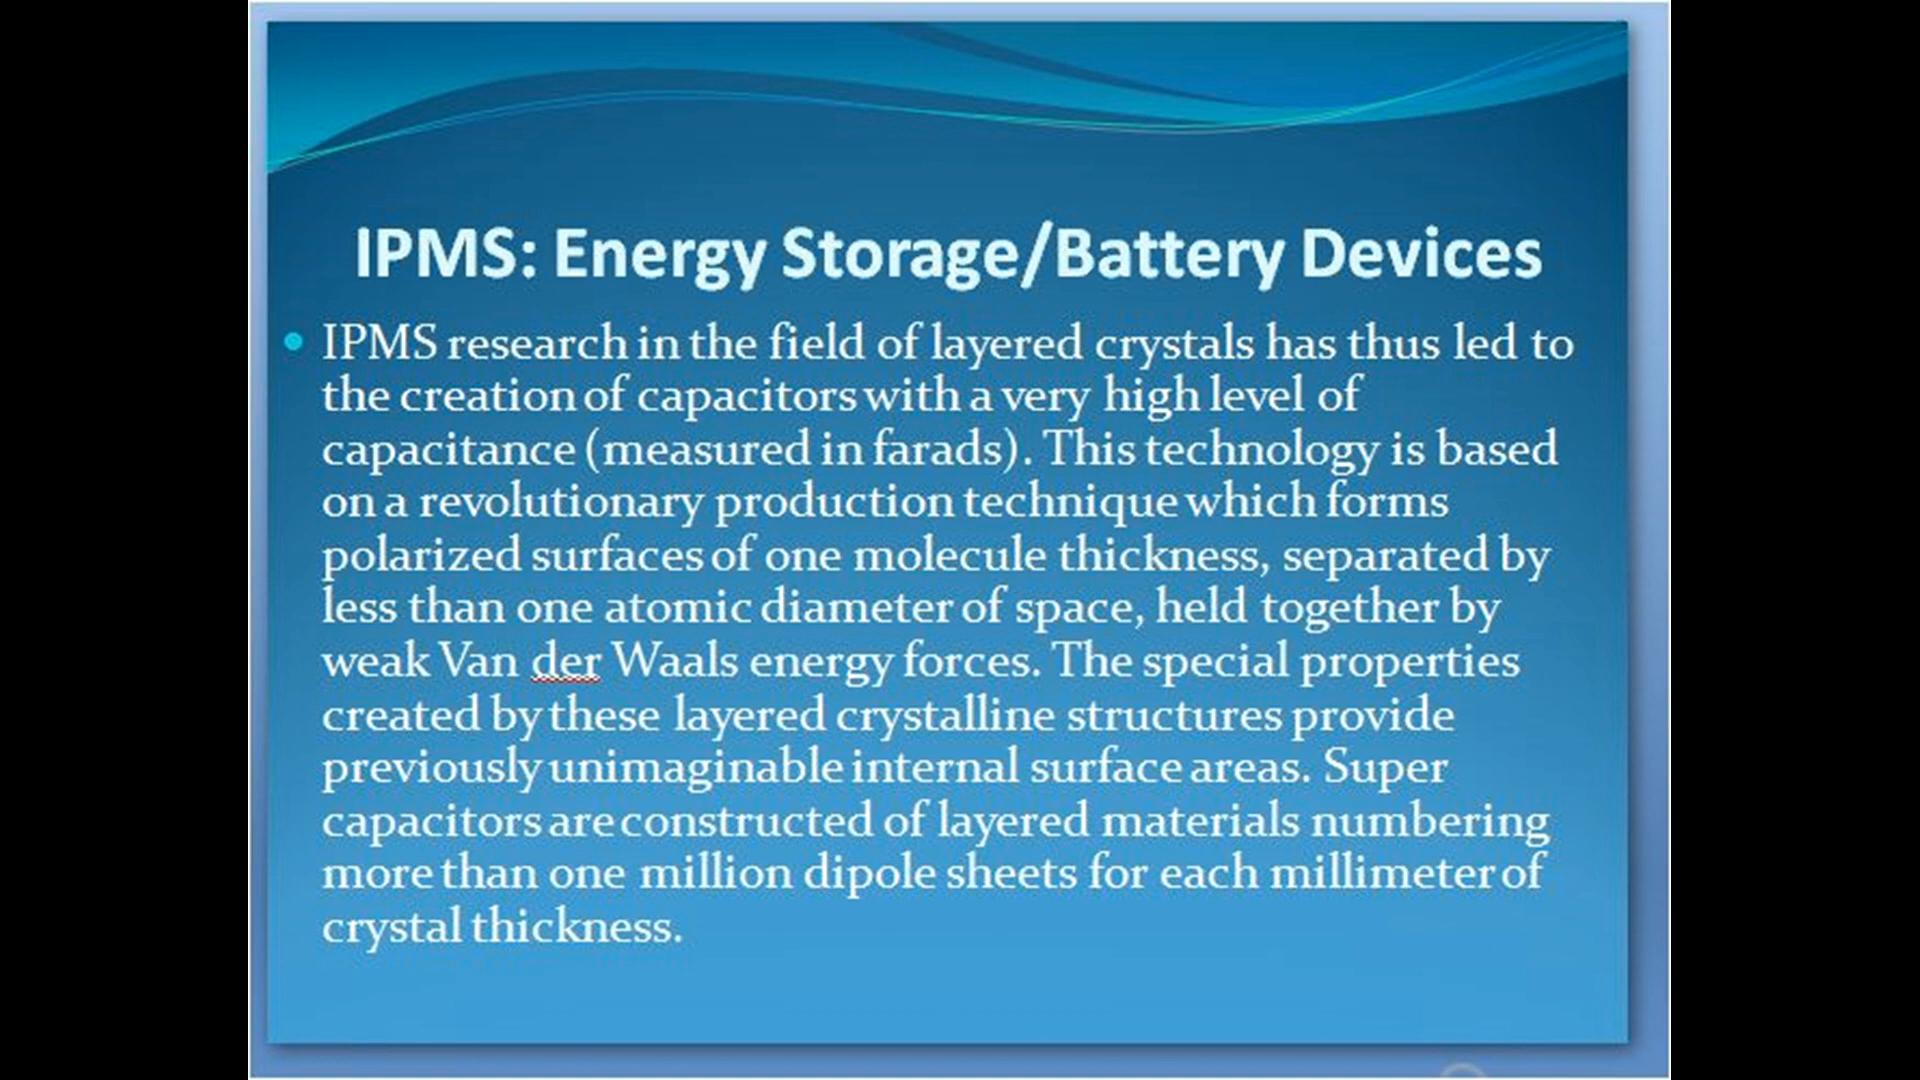 IPMS: Energy Storage/Battery Devices
IPMS research in the field of layered crystals has thus led to
the creation of capacitors with a very high level of
capacitance (measured in farads). This technology is based
on a revolutionary production technique which forms
polarized surfaces of one molecule thickness, separated by
less than one atomic diameter of space, held together by
weak Van der Waals energy forces. The special properties
created by these layered crystalline structures provide
previously unimaginable internal surface areas. Super
capacitors are constructed of layered materials numbering
more than one million dipole sheets for each millimeter of
crystal thickness.